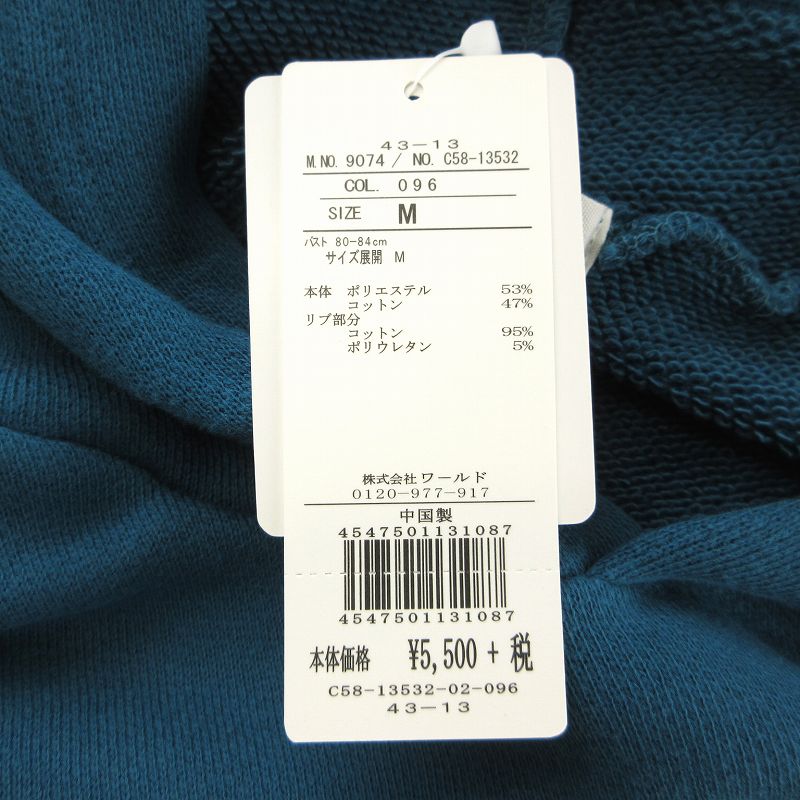 43-13
M.NO. 9074 / NO. C58-13532
COL. 096
SIZE M
バスト 80-84cm
サイズ展開 M
本体 ポリエステル 53%
コットン 47%
リブ部分
コットン 95%
ポリウレタン 5%
株式会社ワールド
0120-977-917
中国製
4547501131087
4547501131087
本体価格 ¥5,500 + 税
C58-13532-02-096
43-13